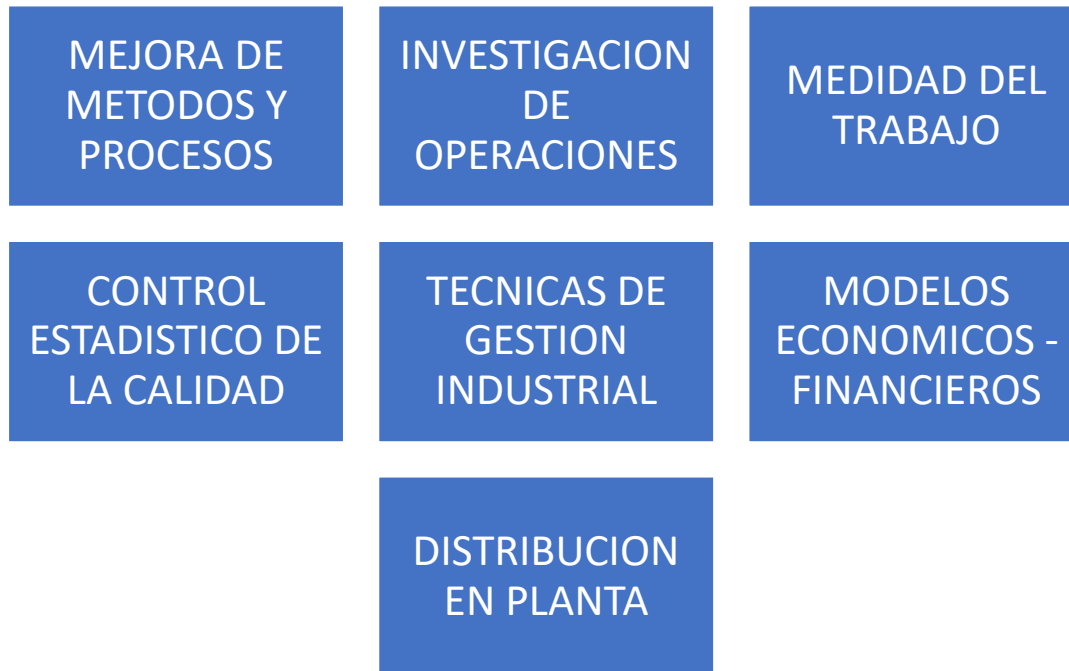 MEJORA DE
METODOS Y
PROCESOS
INVESTIGACION
DE
OPERACIONES
MEDIDAD DEL
TRABAJO
CONTROL
ESTADISTICO DE
LA CALIDAD
TECNICAS DE
GESTION
INDUSTRIAL
MODELOS
ECONOMICOS -
FINANCIEROS
DISTRIBUCION
EN PLANTA